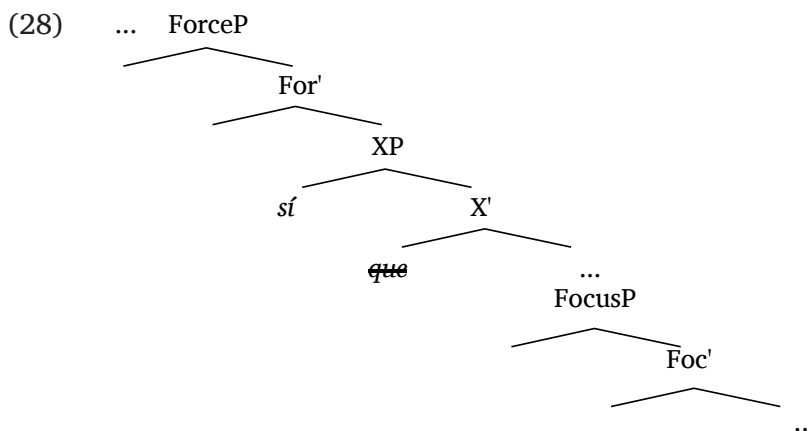 (28) ... ForceP
For'
XP
sí X'
que ...
FocusP
Foc'
..